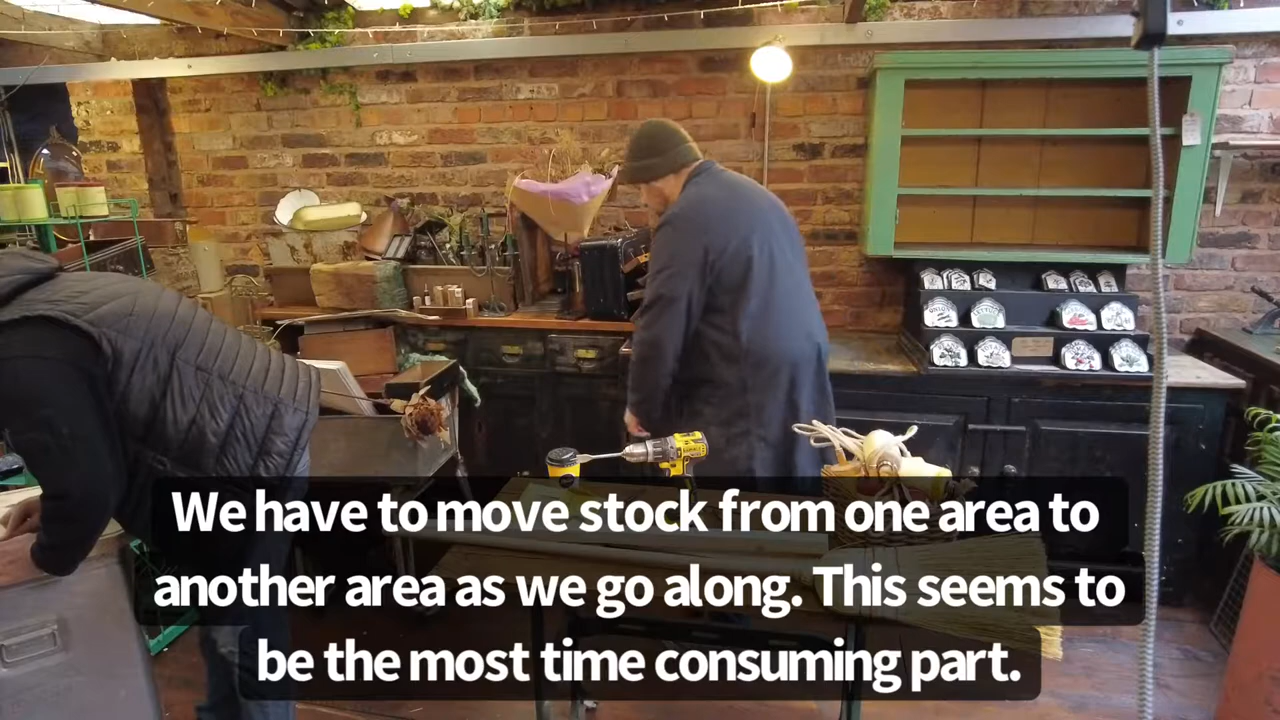 We have to move stock from one area to
another area as we go along. This seems to
be the most time consuming part.